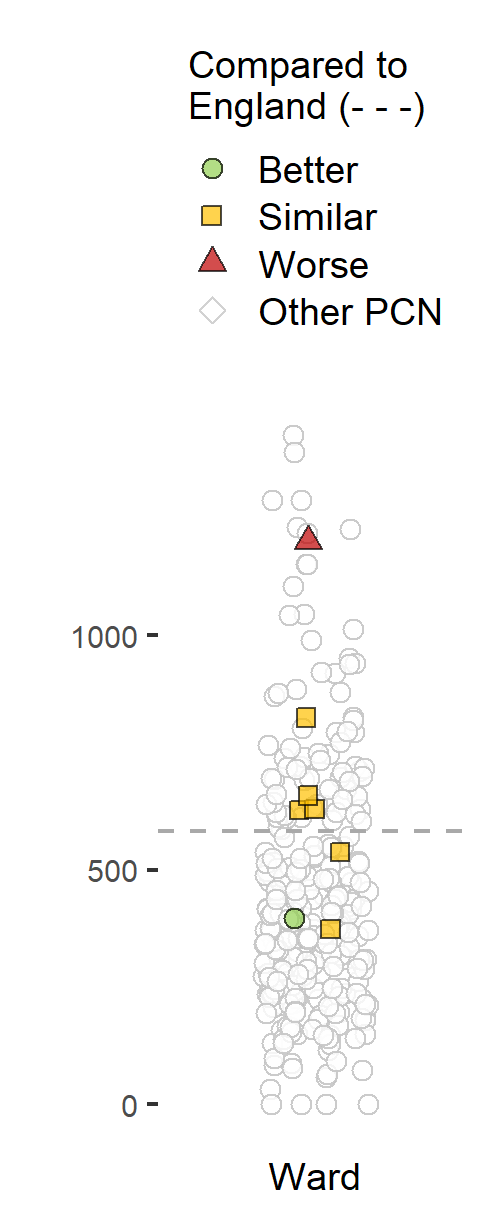 Compared to
England (- - -)
Better
Similar
Worse
Other PCN
1000
500
0
Ward